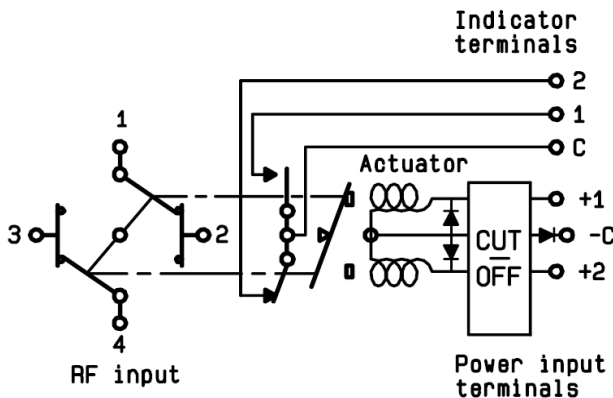 Indicator
terminals
2
1
C
1
Actuator
+1
3
2
CUT
-C
OFF
+2
4
RF input
Power input
terminals